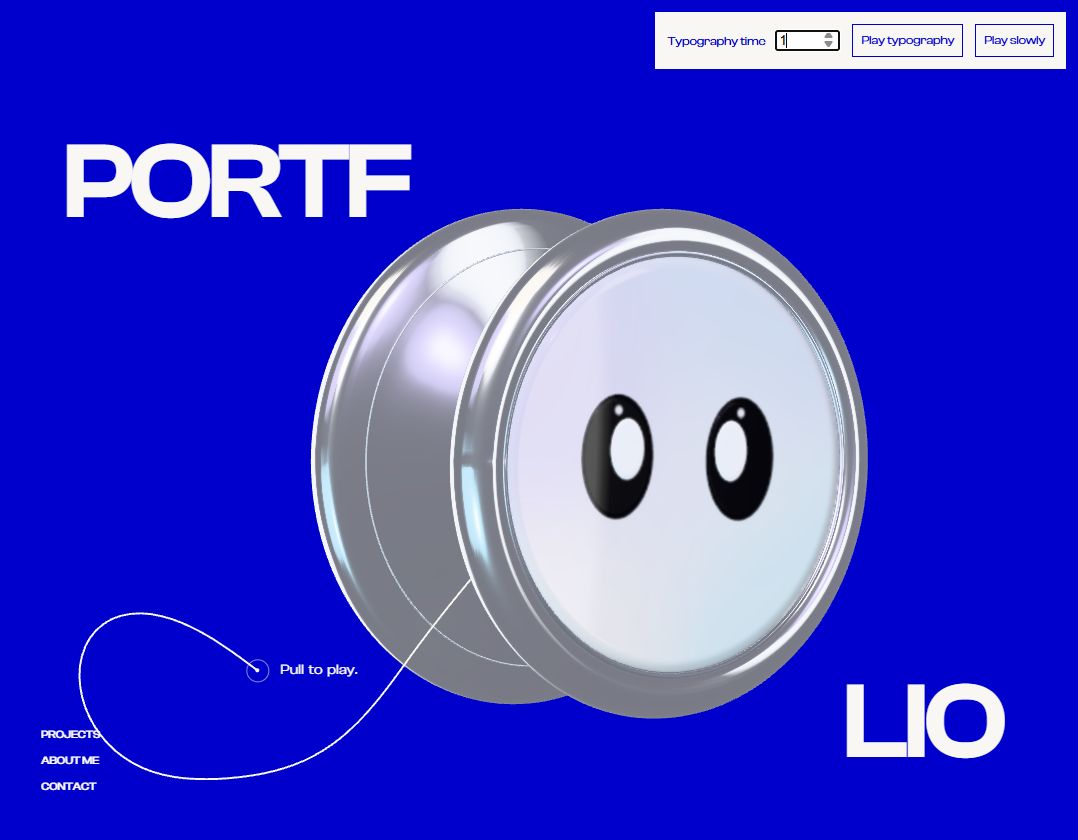 Typography time 1 Play typography Play slowly
PORTF
Pull to play.
LIO
PROJECTS
ABOUT ME
CONTACT